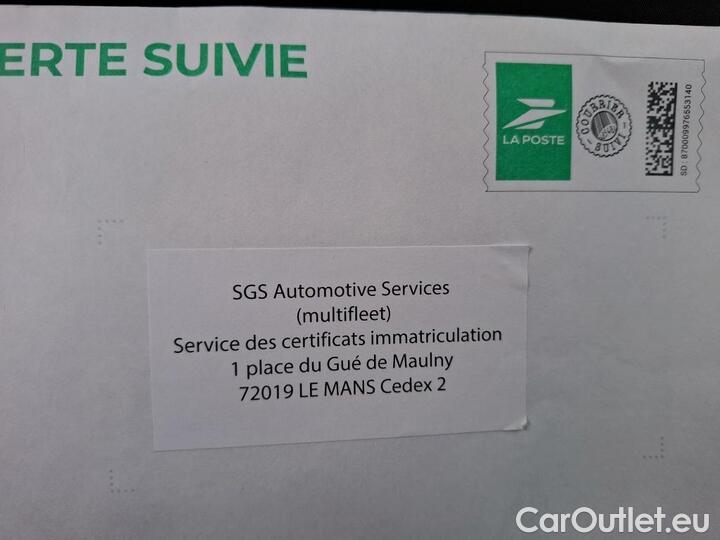 ERTE SUIVIE
LA POSTE
COURRIER SUIVI
SD : 870009976553140
SGS Automotive Services
(multifleet)
Service des certificats immatriculation
1 place du Gué de Maulny
72019 LE MANS Cedex 2
CarOutlet.eu